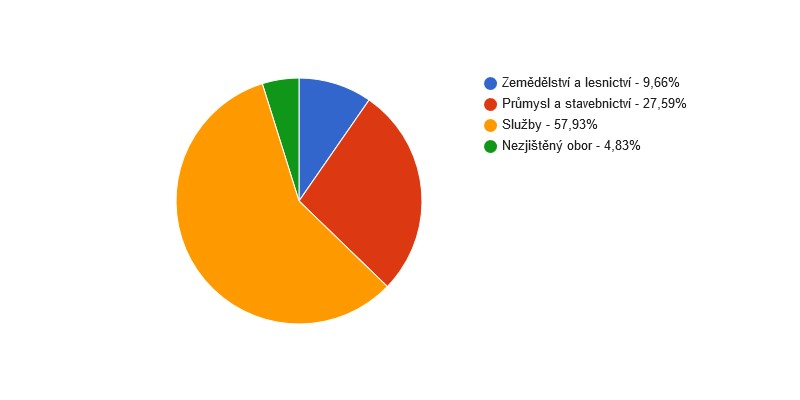 Zemědělství a lesnictví - 9,66%
Průmysl a stavebnictví - 27,59%
Služby - 57,93%
Nezjištěný obor - 4,83%